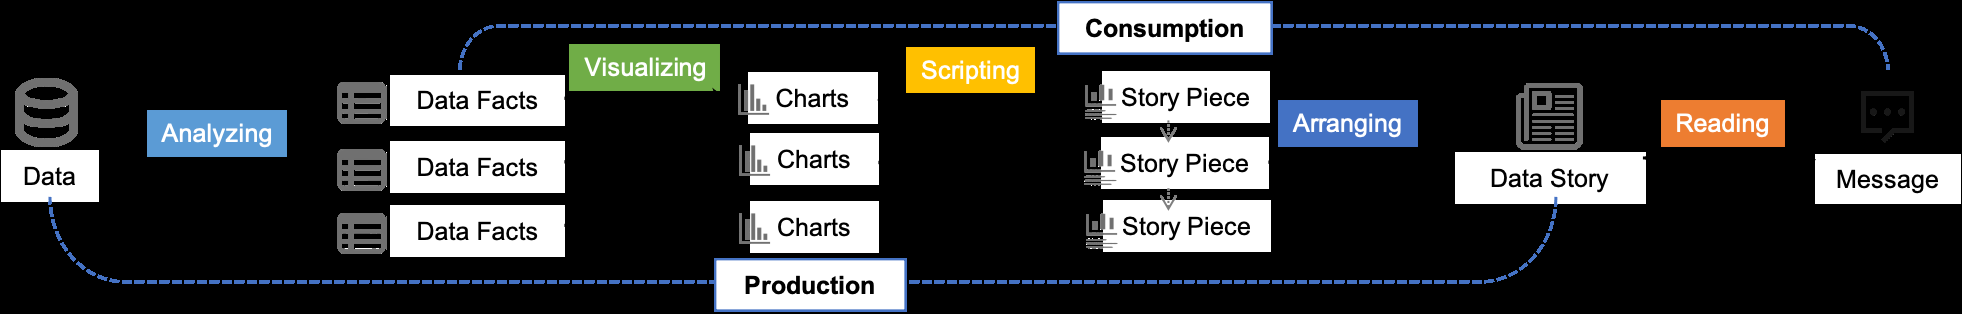 Consumption
Visualizing
Scripting
Data Facts
Charts
Story Piece
Analyzing
Arranging
Reading
Data Facts
Charts
Story Piece
Data
Data Story
Message
Data Facts
Charts
Story Piece
Production